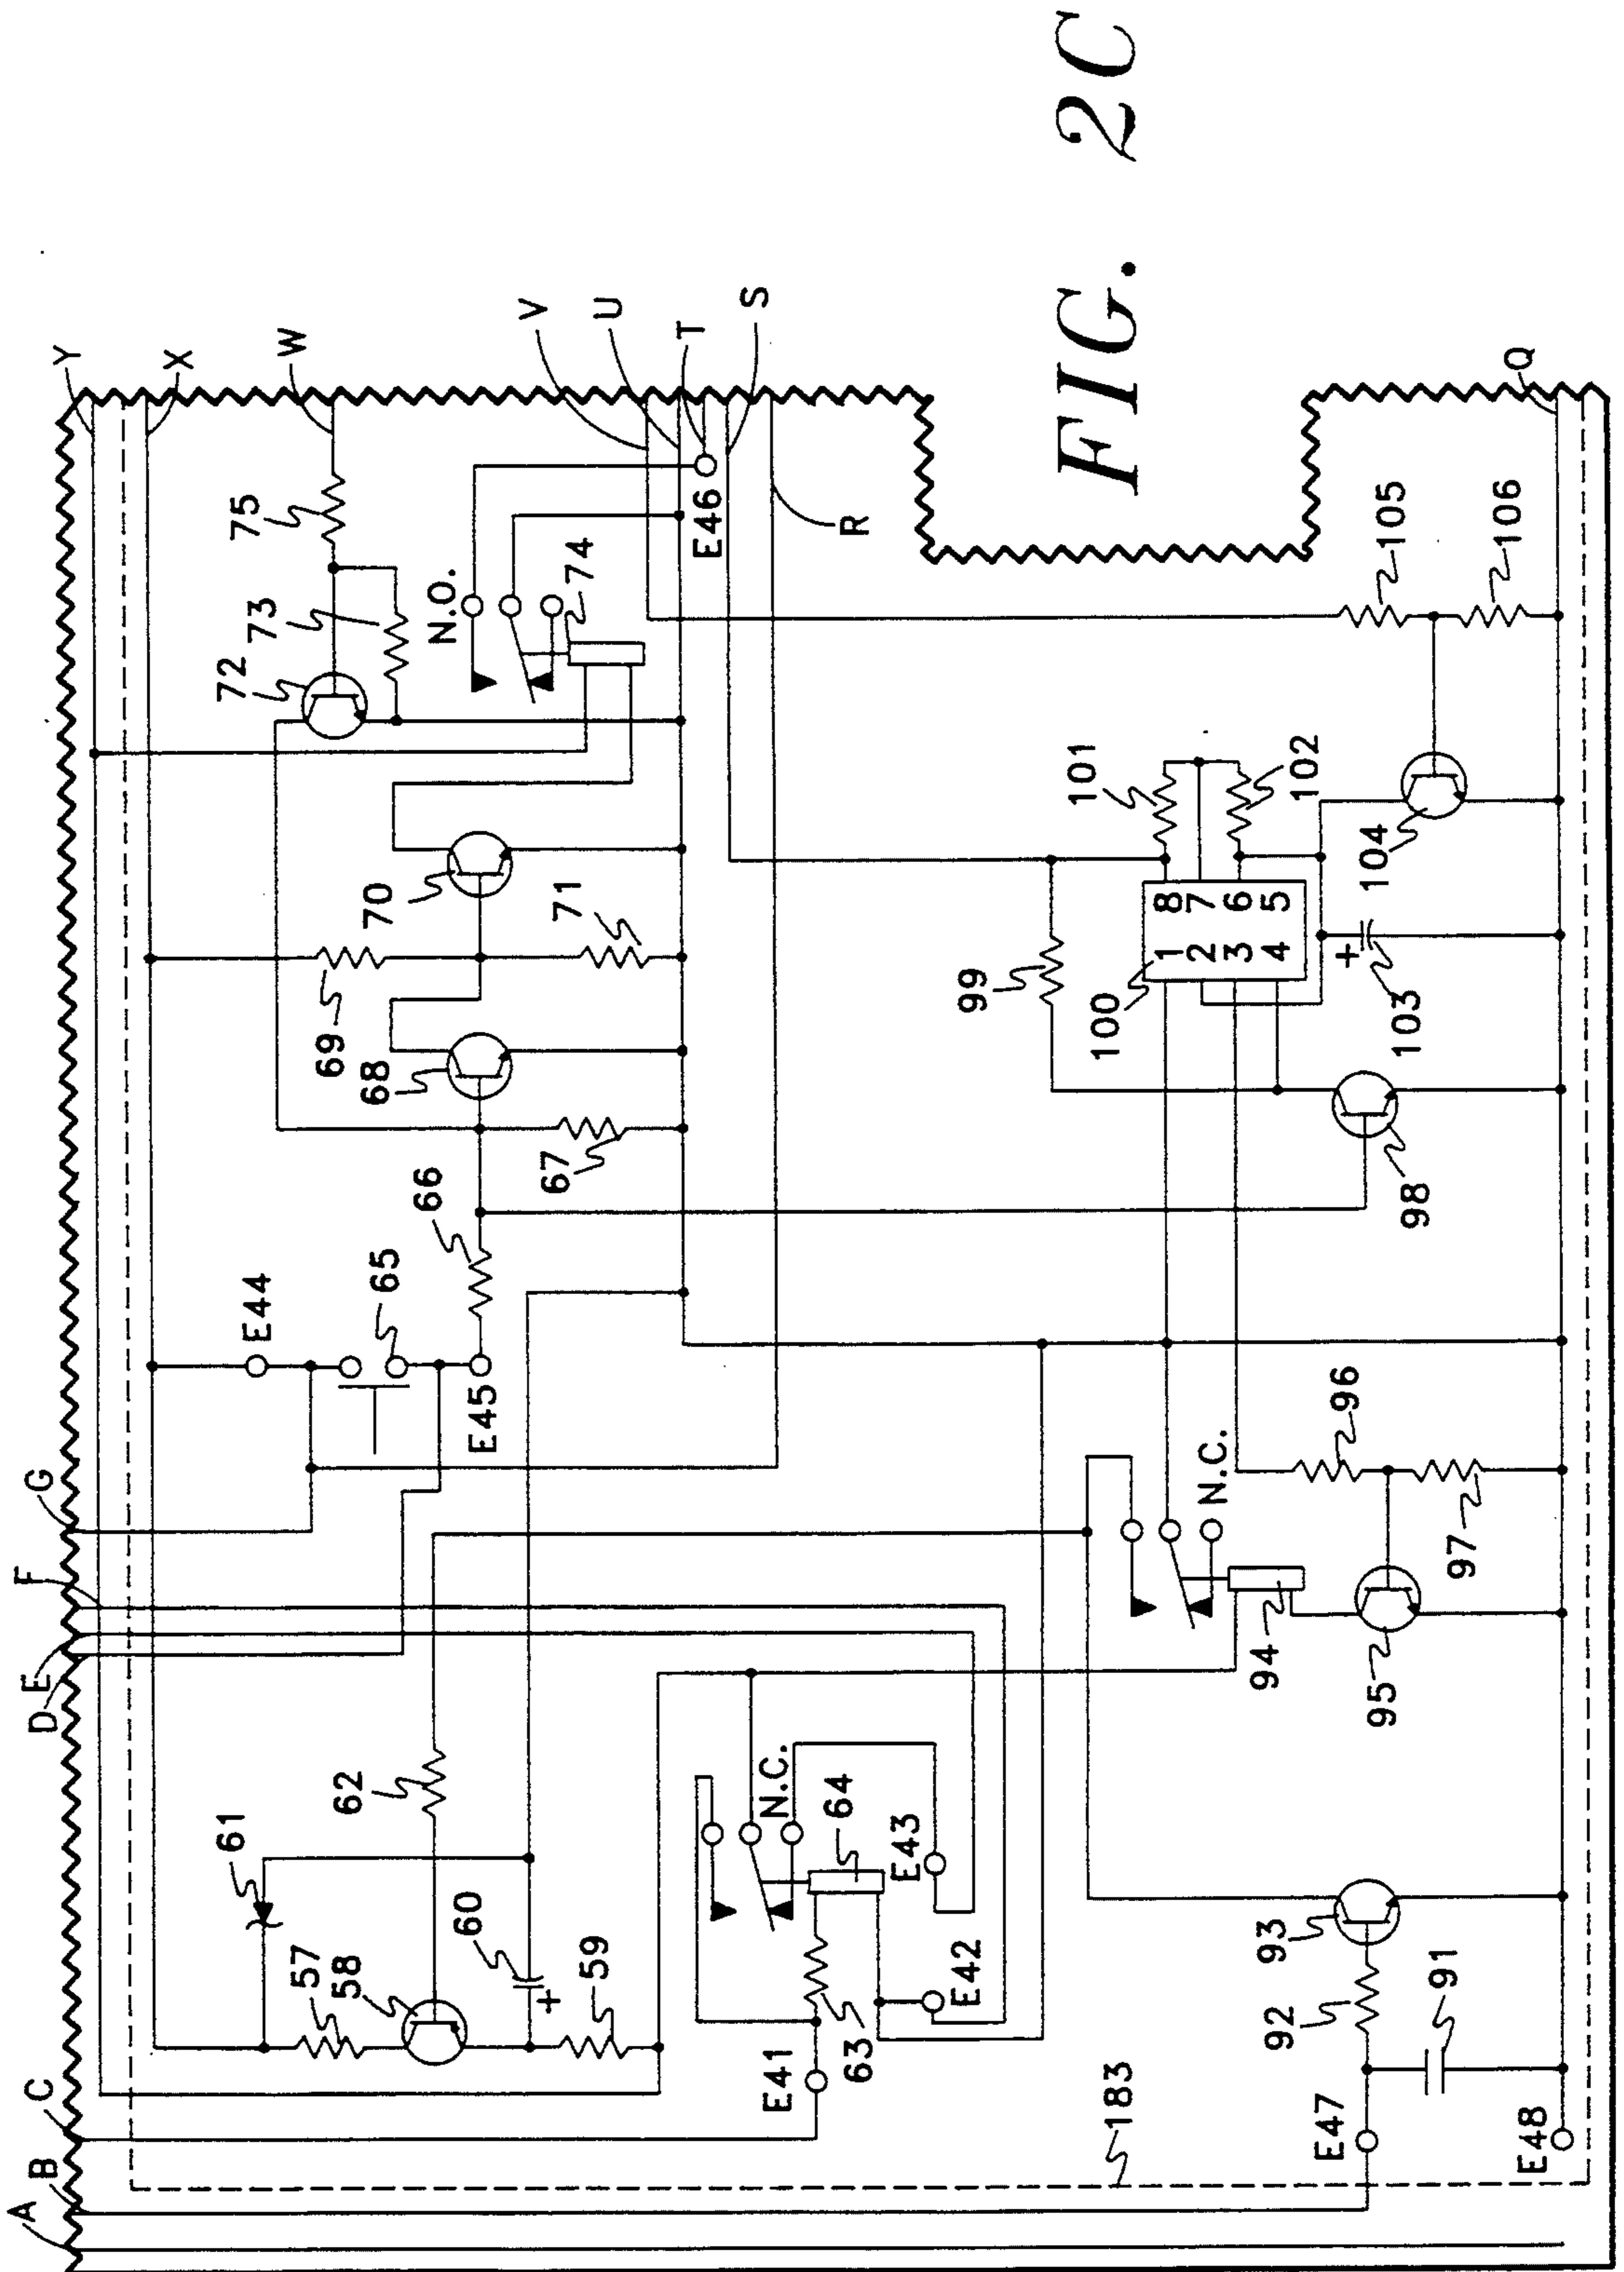 A
B
C
D
E
F
G
Y
X
W
V
U
T
S
R
Q
61
57
58
62
60
59
E44
65
E45
66
67
68
69
70
71
72
73
75
N.O.
74
E46
E41
63
64
N.C.
E42
E43
99
100
1 8
2 7
3 6
4 5
101
102
103
104
105
106
98
N.C.
96
97
94
95
93
92
91
E47
E48
183
FIG. 2C